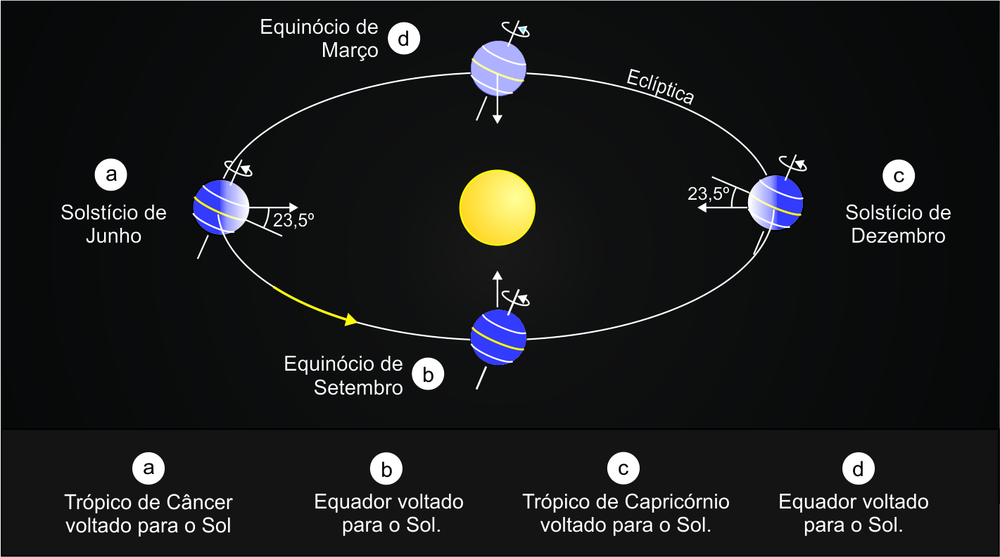 Equinócio de
Março
d
Eclíptica
a
Solstício de
Junho
23,5º
23,5º
c
Solstício de
Dezembro
Equinócio de
Setembro
b
a
Trópico de Câncer
voltado para o Sol
b
Equador voltado
para o Sol.
c
Trópico de Capricórnio
voltado para o Sol.
d
Equador voltado
para o Sol.